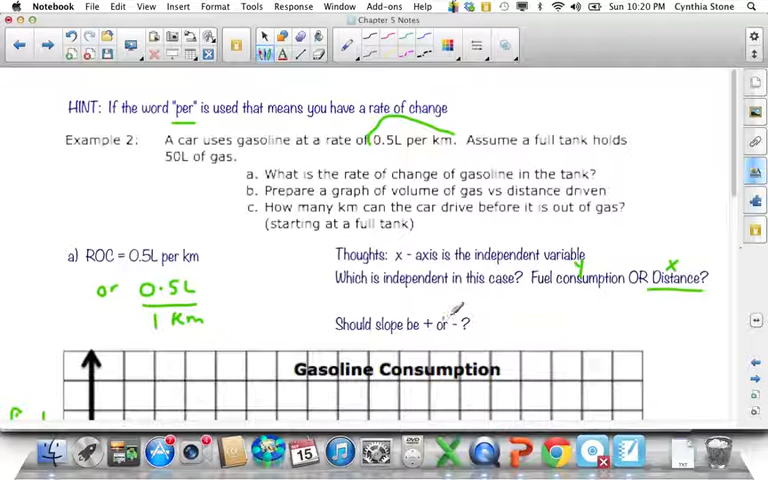 Notebook File Edit View Insert Format Tools Response Window Add-ons Help Sun 10:20 PM Cynthia Stone
Chapter 5 Notes
HINT: If the word "per" is used that means you have a rate of change
Example 2: A car uses gasoline at a rate of 0.5L per km. Assume a full tank holds
50L of gas.
a. What is the rate of change of gasoline in the tank?
b. Prepare a graph of volume of gas vs distance driven
c. How many km can the car drive before it is out of gas?
(starting at a full tank)
a) ROC = 0.5L per km
or 0.5L
1 Km
Thoughts: x - axis is the independent variable
y x
Which is independent in this case? Fuel consumption OR Distance?
Should slope be + or - ?
Gasoline Consumption
7
1
JUL
15
TXT